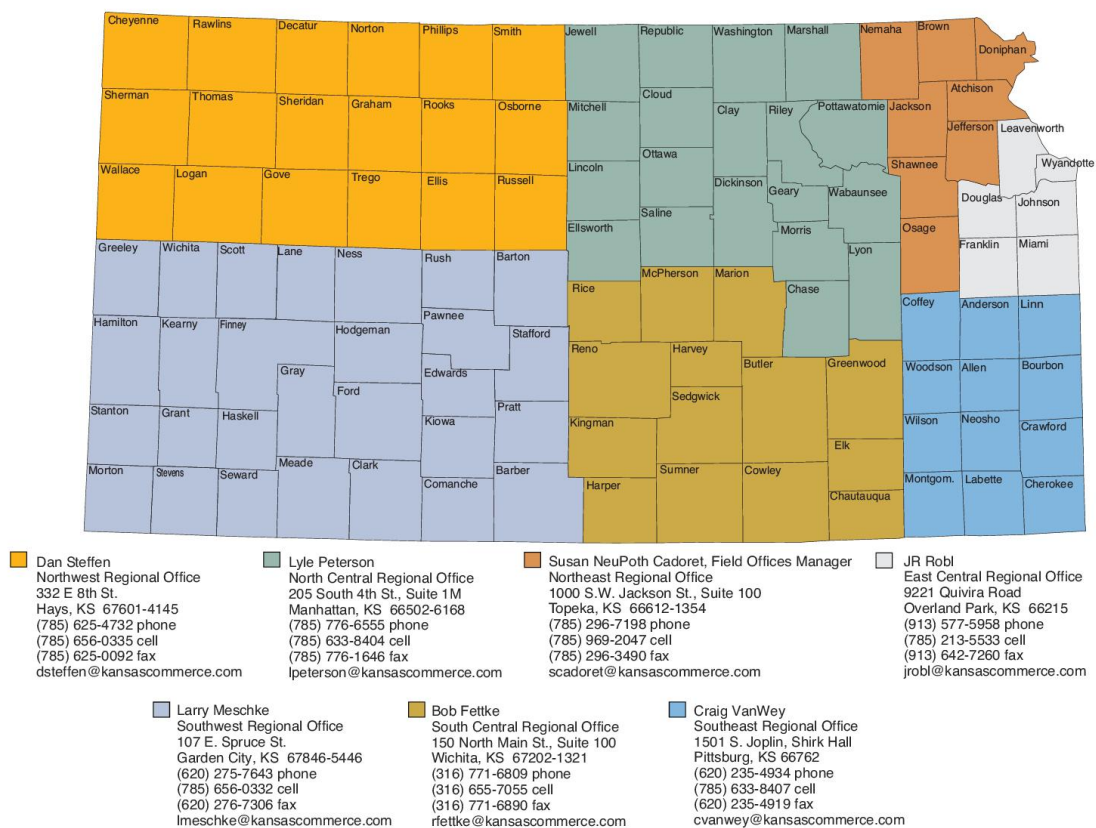 Cheyenne
Rawlins
Decatur
Norton
Phillips
Smith
Jewell
Republic
Washington
Marshall
Nemaha
Brown
Doniphan
Sherman
Thomas
Sheridan
Graham
Rooks
Osborne
Mitchell
Cloud
Clay
Riley
Pottawatomie
Jackson
Atchison
Jefferson
Leavenworth
Wyandotte
Wallace
Logan
Gove
Trego
Ellis
Russell
Lincoln
Ottawa
Dickinson
Geary
Wabaunsee
Shawnee
Douglas
Johnson
Greeley
Wichita
Scott
Lane
Ness
Rush
Barton
Ellsworth
Saline
Morris
Lyon
Osage
Franklin
Miami
Hamilton
Kearny
Finney
Hodgeman
Pawnee
Stafford
Rice
McPherson
Marion
Chase
Coffey
Anderson
Linn
Gray
Ford
Edwards
Reno
Harvey
Butler
Greenwood
Woodson
Allen
Bourbon
Stanton
Grant
Haskell
Kiowa
Pratt
Kingman
Sedgwick
Elk
Wilson
Neosho
Crawford
Morton
Stevens
Seward
Meade
Clark
Comanche
Barber
Harper
Sumner
Cowley
Chautauqua
Montgom.
Labette
Cherokee
Dan Steffen
Northwest Regional Office
332 E 8th St.
Hays, KS 67601-4145
(785) 625-4732 phone
(785) 656-0335 cell
(785) 625-0092 fax
dsteffen@kansascommerce.com
Lyle Peterson
North Central Regional Office
205 South 4th St., Suite 1M
Manhattan, KS 66502-6168
(785) 776-6555 phone
(785) 633-8404 cell
(785) 776-1646 fax
lpeterson@kansascommerce.com
Susan NeuPoth Cadoret, Field Offices Manager
Northeast Regional Office
1000 S.W. Jackson St., Suite 100
Topeka, KS 66612-1354
(785) 296-7198 phone
(785) 969-2047 cell
(785) 296-3490 fax
scadoret@kansascommerce.com
JR Robl
East Central Regional Office
9221 Quivira Road
Overland Park, KS 66215
(913) 577-5958 phone
(785) 213-5533 cell
(913) 642-7260 fax
jrobl@kansascommerce.com
Larry Meschke
Southwest Regional Office
107 E. Spruce St.
Garden City, KS 67846-5446
(620) 275-7643 phone
(785) 656-0332 cell
(620) 276-7306 fax
lmeschke@kansascommerce.com
Bob Fettke
South Central Regional Office
150 North Main St., Suite 100
Wichita, KS 67202-1321
(316) 771-6809 phone
(316) 655-7055 cell
(316) 771-6890 fax
rfettke@kansascommerce.com
Craig VanWey
Southeast Regional Office
1501 S. Joplin, Shirk Hall
Pittsburg, KS 66762
(620) 235-4934 phone
(785) 633-8407 cell
(620) 235-4919 fax
cvanwey@kansascommerce.com